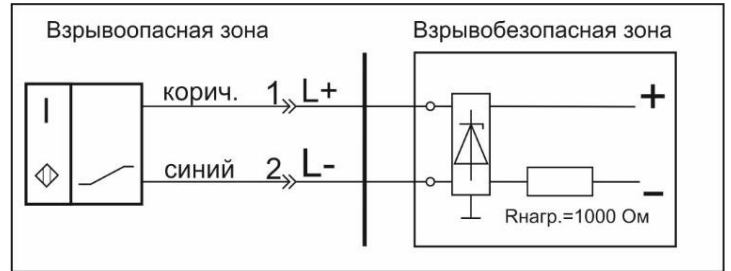 Взрывоопасная зона
Взрывобезопасная зона
корич. 1 L+
+
I
синий 2 L-
−
Rнагр.=1000 Ом